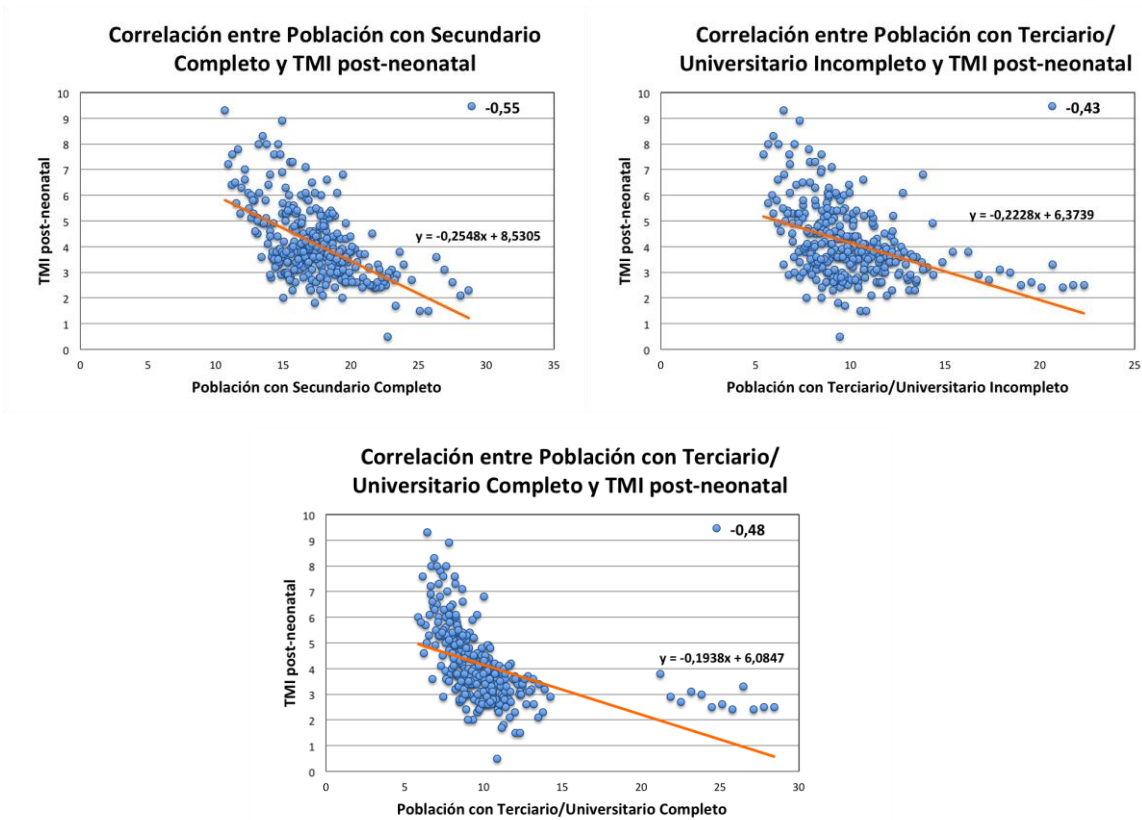 Correlación entre Población con Secundario
Completo y TMI post-neonatal
10
9
8
7
6
5
4
3
2
1
0
TMI post-neonatal
-0,55
y = -0,2548x + 8,5305
0 5 10 15 20 25 30 35
Población con Secundario Completo
Correlación entre Población con Terciario/
Universitario Incompleto y TMI post-neonatal
10
9
8
7
6
5
4
3
2
1
0
TMI post-neonatal
-0,43
y = -0,2228x + 6,3739
0 5 10 15 20 25
Población con Terciario/Universitario Incompleto
Correlación entre Población con Terciario/
Universitario Completo y TMI post-neonatal
10
9
8
7
6
5
4
3
2
1
0
TMI post-neonatal
-0,48
y = -0,1938x + 6,0847
0 5 10 15 20 25 30
Población con Terciario/Universitario Completo